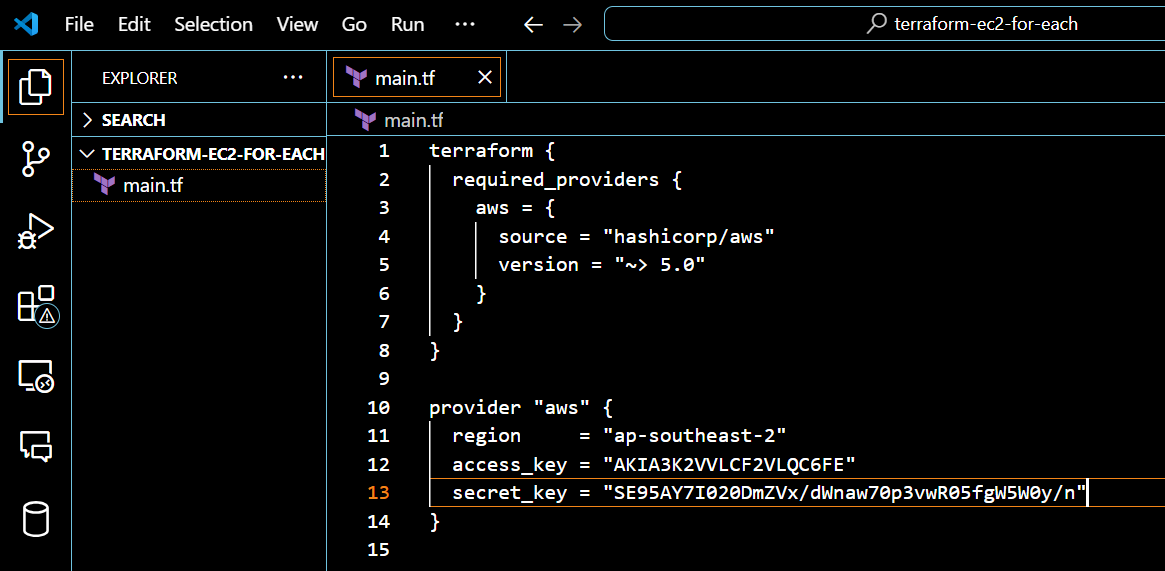 File Edit Selection View Go Run ···
terraform-ec2-for-each
EXPLORER ···
SEARCH
TERRAFORM-EC2-FOR-EACH
main.tf
main.tf
main.tf
1 terraform {
2 required_providers {
3 aws = {
4 source = "hashicorp/aws"
5 version = "~> 5.0"
6 }
7 }
8 }
9
10 provider "aws" {
11 region = "ap-southeast-2"
12 access_key = "AKIA3K2VVLCF2VLQC6FE"
13 secret_key = "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"
14 }
15